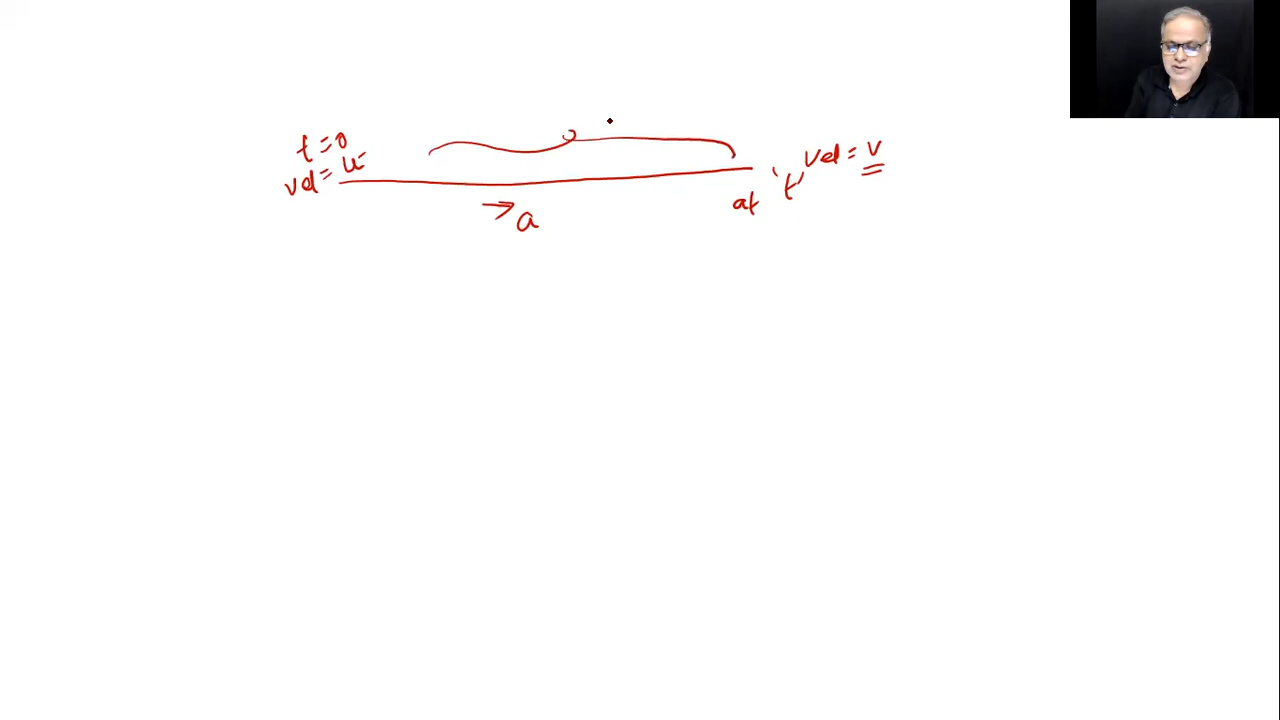 t = 0
vel = u
vel = v
at 't'
→ a